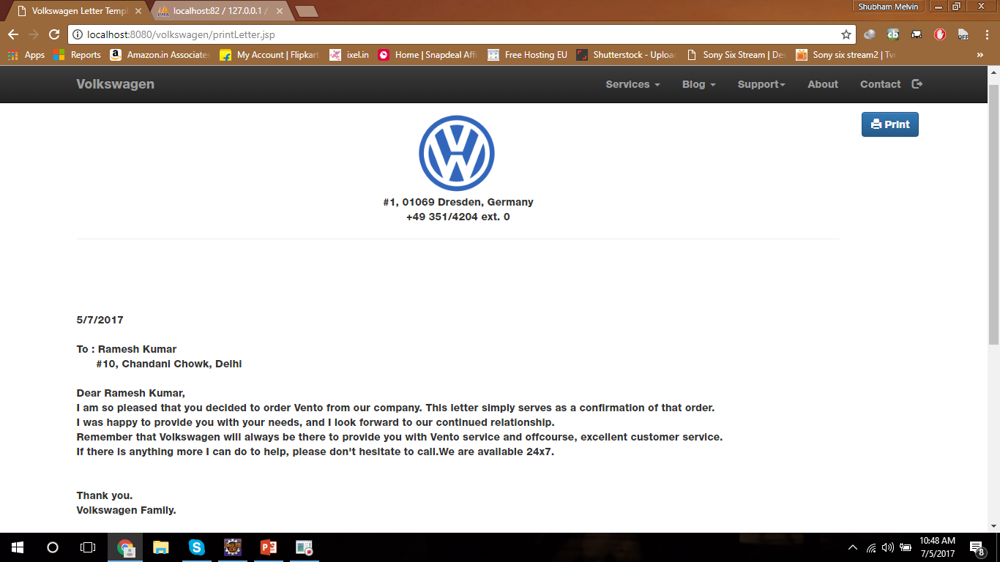 Volkswagen Letter Templ
localhost:82 / 127.0.0.1 /
Shubham Melvin
localhost:8080/volkswagen/printLetter.jsp
Apps
Reports
Amazon.in Associates
My Account | Flipkart
ixel.in
Home | Snapdeal Affi
Free Hosting EU
Shutterstock - Uploa
Sony Six Stream | Des
Sony six stream2 | Tv
»
Volkswagen
Services
Blog
Support
About
Contact
Print
#1, 01069 Dresden, Germany
+49 351/4204 ext. 0
5/7/2017
To : Ramesh Kumar
#10, Chandani Chowk, Delhi
Dear Ramesh Kumar,
I am so pleased that you decided to order Vento from our company. This letter simply serves as a confirmation of that order.
I was happy to provide you with your needs, and I look forward to our continued relationship.
Remember that Volkswagen will always be there to provide you with Vento service and offcourse, excellent customer service.
If there is anything more I can do to help, please don't hesitate to call.We are available 24x7.
Thank you.
Volkswagen Family.
10:48 AM
7/5/2017
8